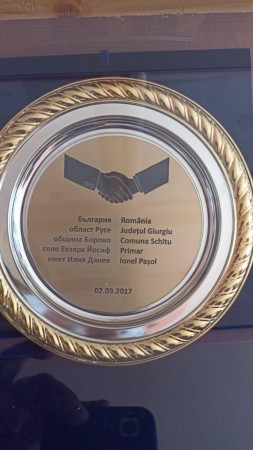 България România
област Русе Județul Giurgiu
община Борово Comuna Schitu
село Екзарх Йосиф Primar
кмет Илия Данев Ionel Pașol
02.09.2017